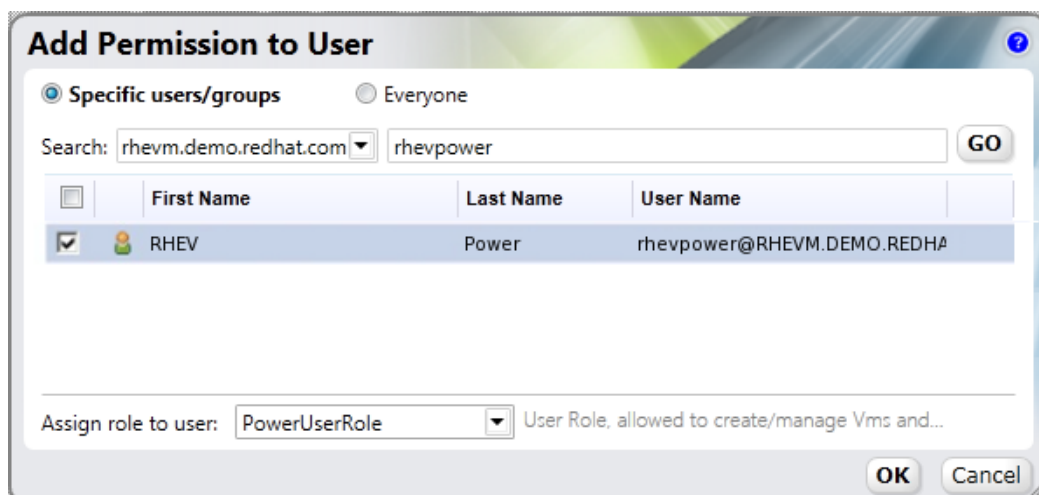 Add Permission to User
?
Specific users/groups Everyone
Search: rhevm.demo.redhat.com rhevpower GO
First Name Last Name User Name
RHEV Power rhevpower@RHEVM.DEMO.REDHA
Assign role to user: PowerUserRole User Role, allowed to create/manage Vms and...
OK Cancel